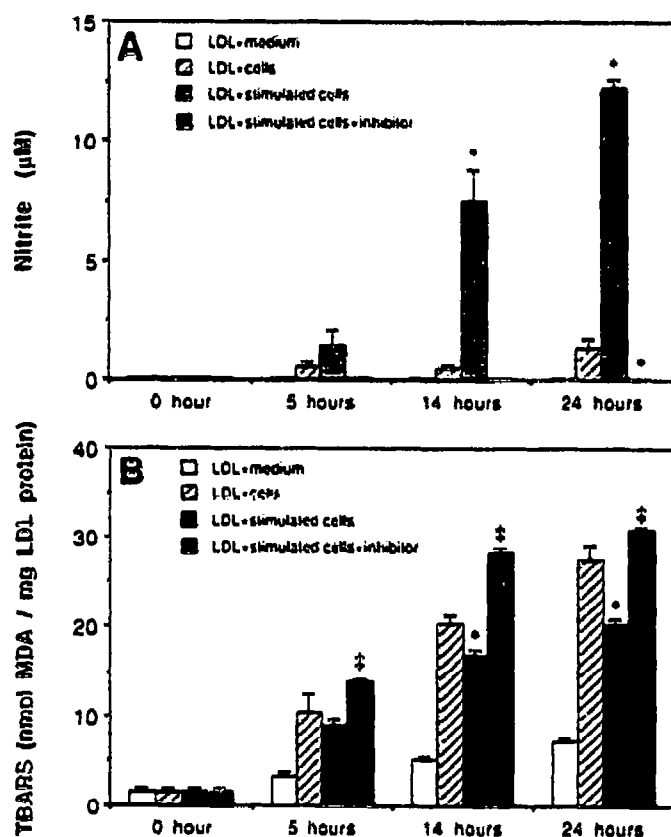 15
A
LDL+medium
LDL+cells
LDL+stimulated cells
LDL+stimulated cells+inhibitor
10
5
0
Nitrite (µM)
*
*
*
0 hour 5 hours 14 hours 24 hours
40
B
LDL+medium
LDL+cells
LDL+stimulated cells
LDL+stimulated cells+inhibitor
30
20
10
0
TBARS (nmol MDA / mg LDL protein)
‡
‡
*
‡
*
0 hour 5 hours 14 hours 24 hours